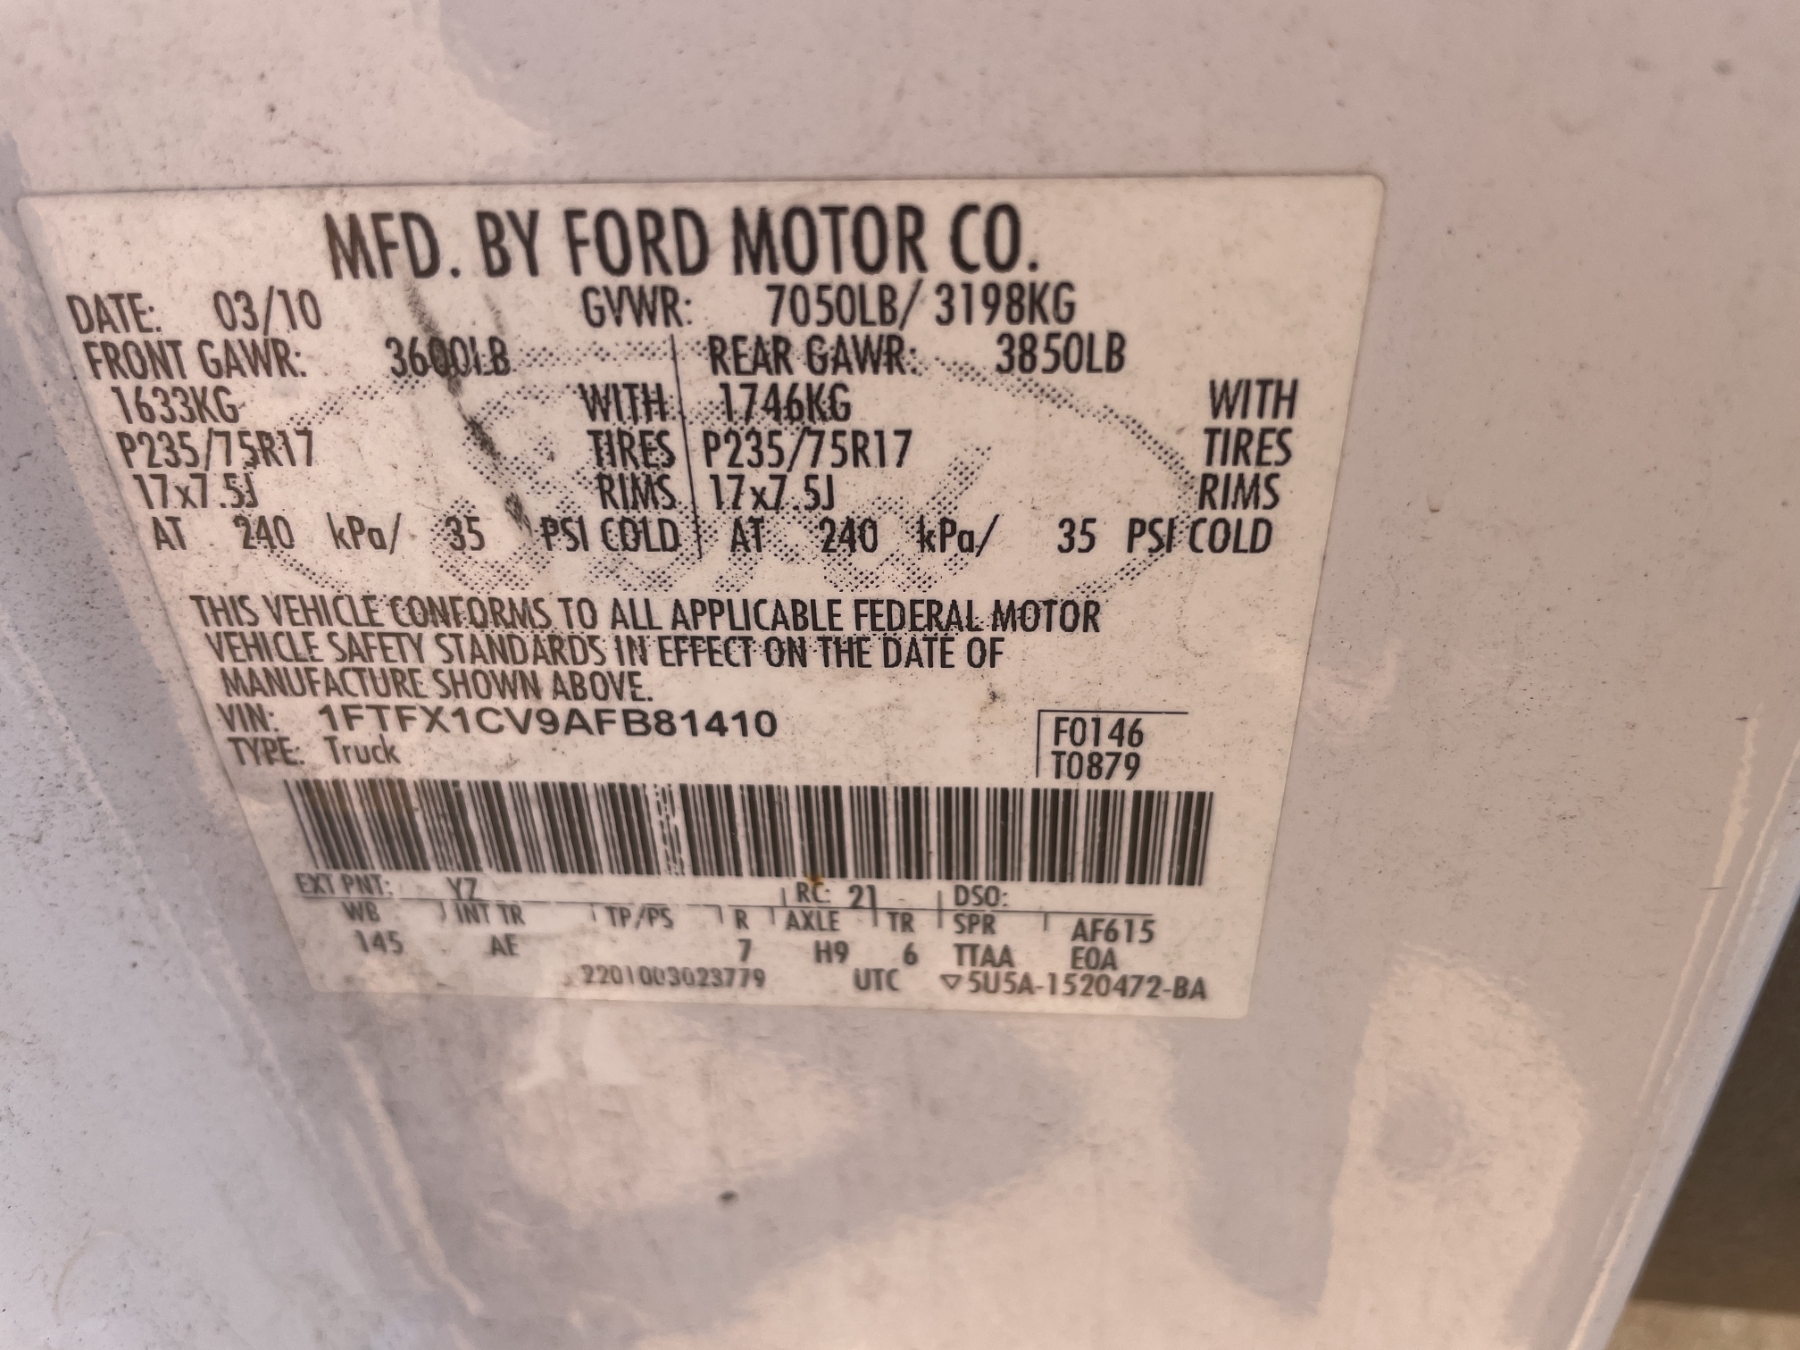 MFD. BY FORD MOTOR CO.
DATE: 03/10 GVWR: 7050LB/ 3198KG
FRONT GAWR: 3600LB REAR GAWR: 3850LB
1633KG WITH 1746KG WITH
P235/75R17 TIRES P235/75R17 TIRES
17x7.5J RIMS 17x7.5J RIMS
AT 240 kPa/ 35 PSI COLD AT 240 kPa/ 35 PSI COLD
THIS VEHICLE CONFORMS TO ALL APPLICABLE FEDERAL MOTOR
VEHICLE SAFETY STANDARDS IN EFFECT ON THE DATE OF
MANUFACTURE SHOWN ABOVE.
VIN: 1FTFX1CV9AFB81410 F0146
TYPE: Truck T0879
EXT PNT: YZ RC: 21 DSO:
WB INT TR TP/PS R AXLE TR SPR AF615
145 AE 7 H9 6 TTAA E0A
2201003023779 UTC ▽5U5A-1520472-BA